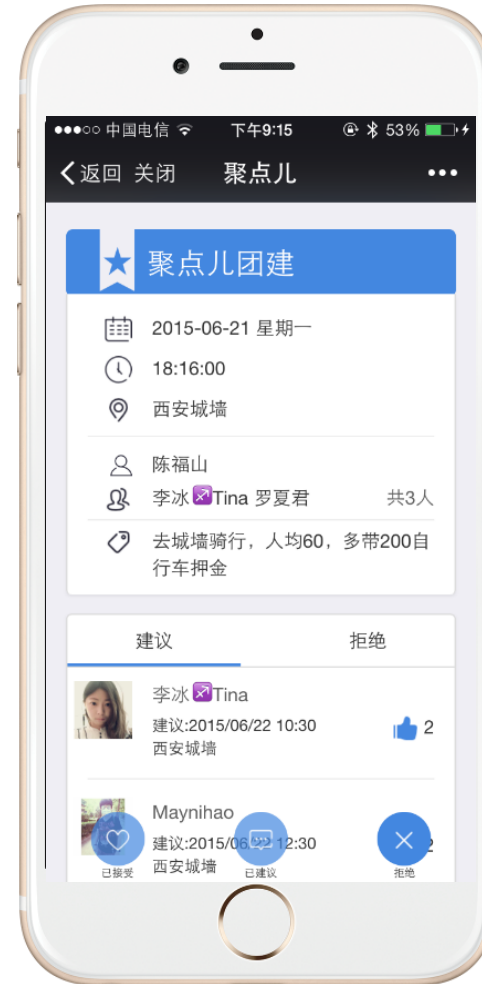 ●●●○○ 中国电信 下午9:15 53%
返回 关闭 聚点儿 •••
聚点儿团建
2015-06-21 星期一
18:16:00
西安城墙
陈福山
李冰♐Tina 罗夏君 共3人
去城墙骑行，人均60，多带200自
行车押金
建议 拒绝
李冰♐Tina
建议:2015/06/22 10:30 2
西安城墙
Maynihao
建议:2015/06/22 12:30
西安城墙
已接受 已建议 拒绝